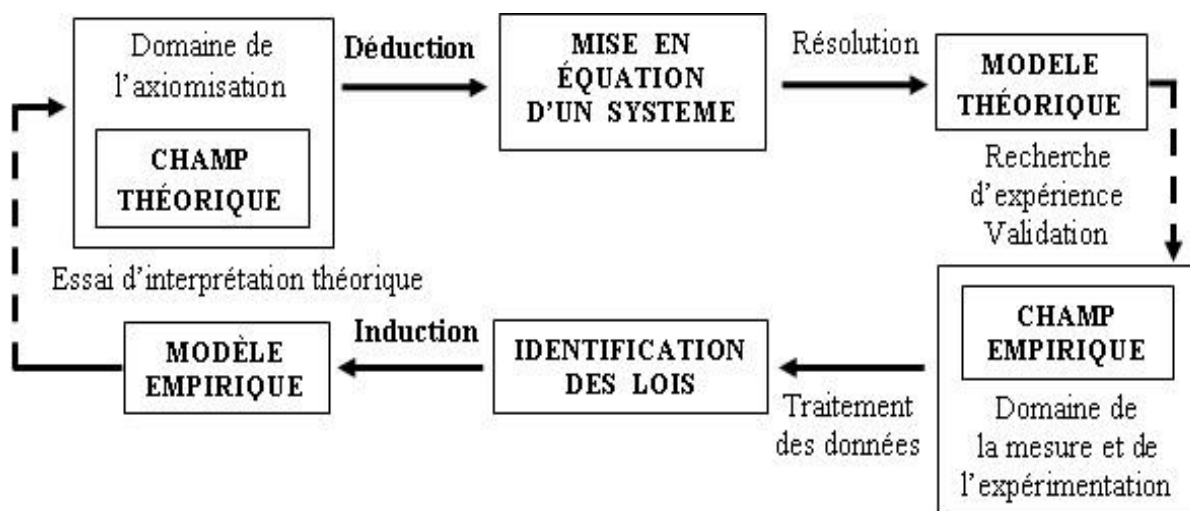 Domaine de
l'axiomisation
CHAMP
THÉORIQUE
Déduction
MISE EN
ÉQUATION
D'UN SYSTEME
Résolution
MODELE
THÉORIQUE
Recherche
d'expérience
Validation
CHAMP
EMPIRIQUE
Domaine de
la mesure et de
l'expérimentation
Traitement
des données
IDENTIFICATION
DES LOIS
Induction
MODÈLE
EMPIRIQUE
Essai d'interprétation théorique